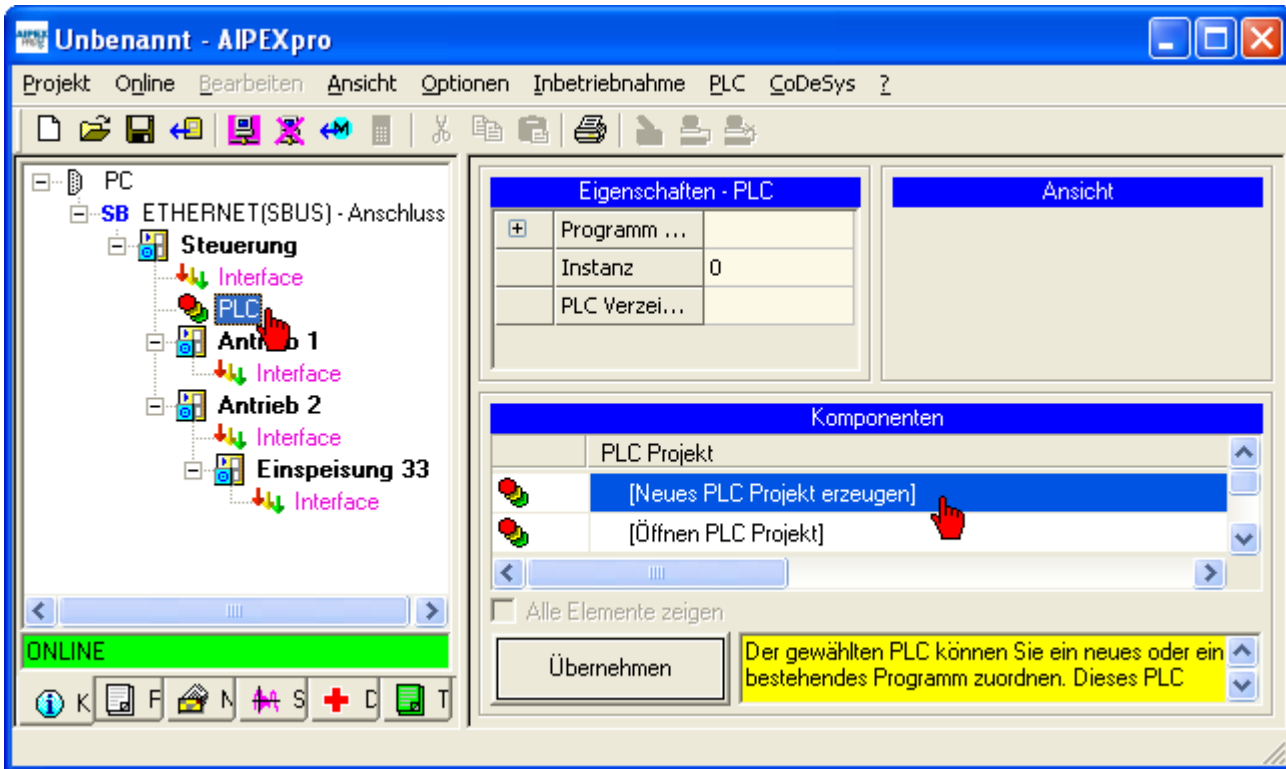 Unbenannt - AIPEXpro
Projekt Online Bearbeiten Ansicht Optionen Inbetriebnahme PLC CoDeSys ?
PC
SB ETHERNET(SBUS) - Anschluss
Steuerung
Interface
PLC
Antrieb 1
Interface
Antrieb 2
Interface
Einspeisung 33
Interface
ONLINE
K F N S D T
Eigenschaften - PLC
Programm ...
Instanz 0
PLC Verzei...
Ansicht
Komponenten
PLC Projekt
[Neues PLC Projekt erzeugen]
[Öffnen PLC Projekt]
Alle Elemente zeigen
Übernehmen
Der gewählten PLC können Sie ein neues oder ein
bestehendes Programm zuordnen. Dieses PLC